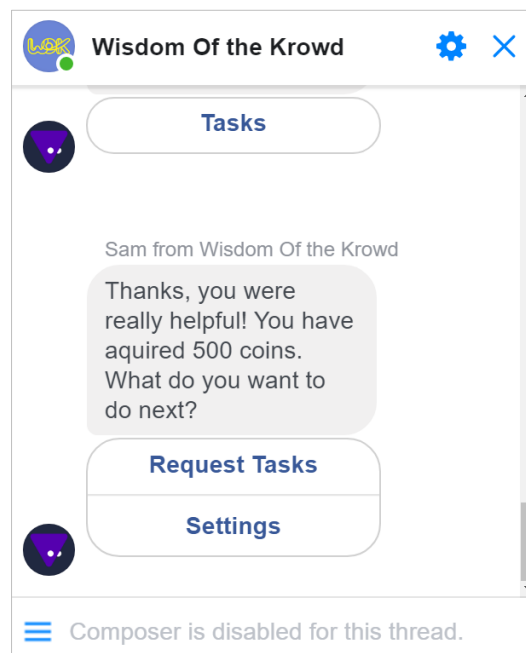 WOK
Wisdom Of the Krowd
Tasks
Sam from Wisdom Of the Krowd
Thanks, you were
really helpful! You have
aquired 500 coins.
What do you want to
do next?
Request Tasks
Settings
Composer is disabled for this thread.